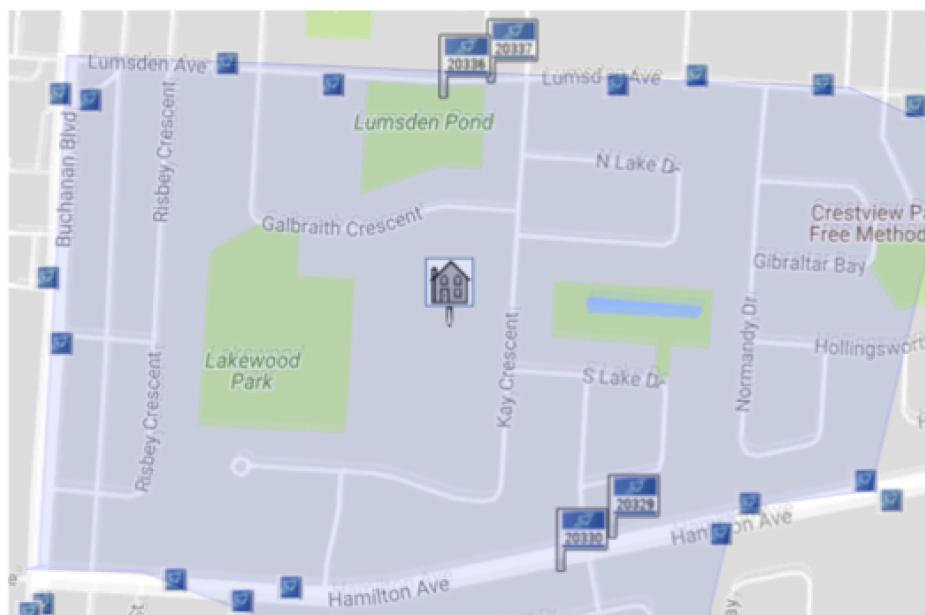 20337
20336
Lumsden Ave
Lumsden Ave
Lumsden Pond
Risbey Crescent
Buchanan Blvd
N Lake Dr
Galbraith Crescent
Crestview Pa
Free Method
Gibraltar Bay
Normandy Dr
Kay Crescent
Hollingswort
Lakewood
Park
S Lake Dr
Risbey Crescent
20329
20330
Hamilton Ave
Hamilton Ave